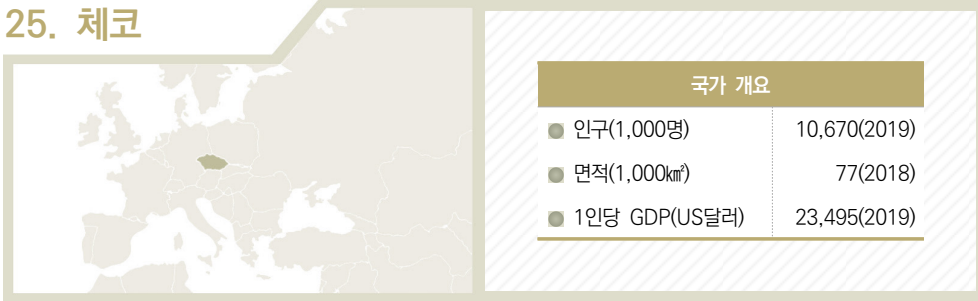 25. 체코
국가 개요
인구(1,000명) 10,670(2019)
면적(1,000㎢) 77(2018)
1인당 GDP(US달러) 23,495(2019)